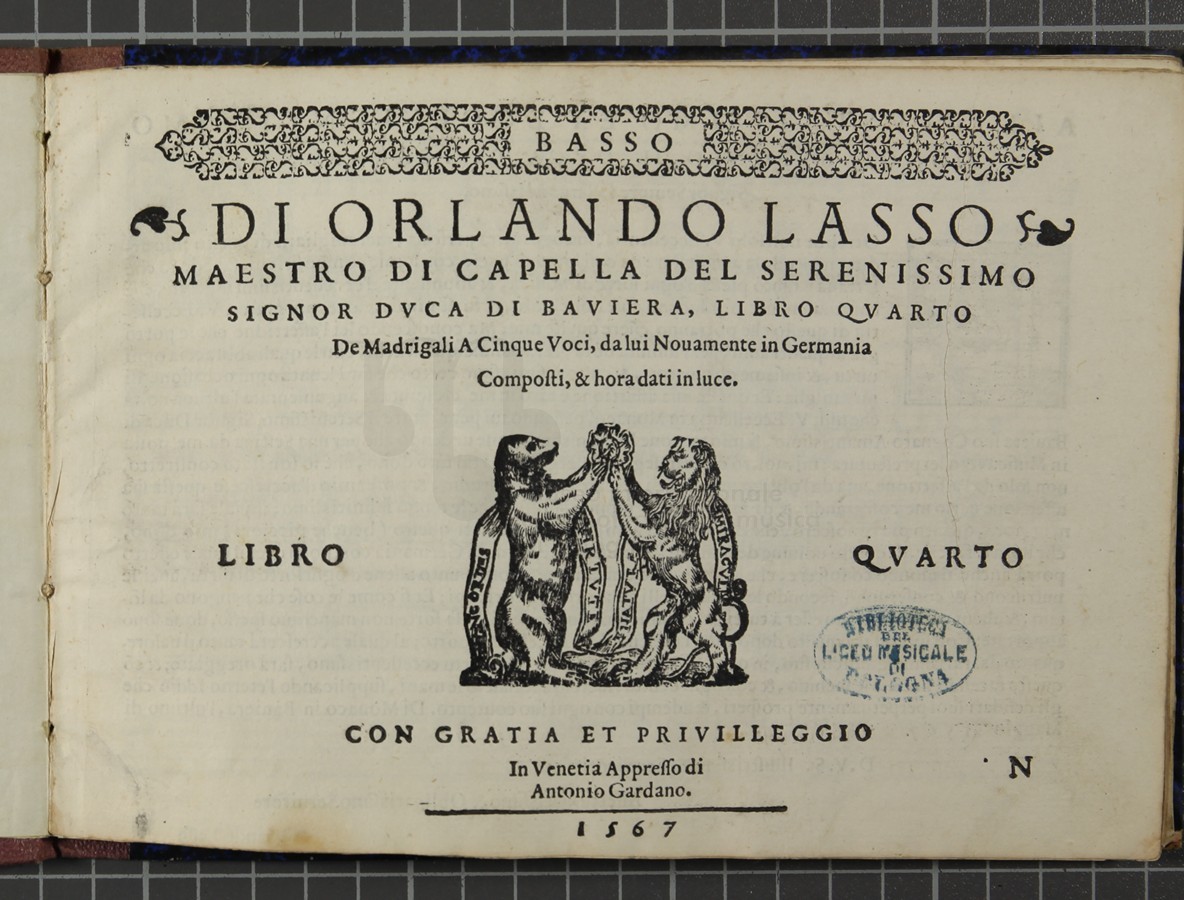 BASSO
DI ORLANDO LASSO
MAESTRO DI CAPELLA DEL SERENISSIMO
SIGNOR DVCA DI BAVIERA, LIBRO QVARTO
De Madrigali A Cinque Voci, da lui Nouamente in Germania
Compoſti, & hora dati in luce.
LIBRO
QVARTO
BIBLIOTECA
DEL
LICEO MUSICALE
DI
BOLOGNA
CON GRATIA ET PRIVILLEGGIO
In Venetia Appreſſo di
Antonio Gardano.
N
1567